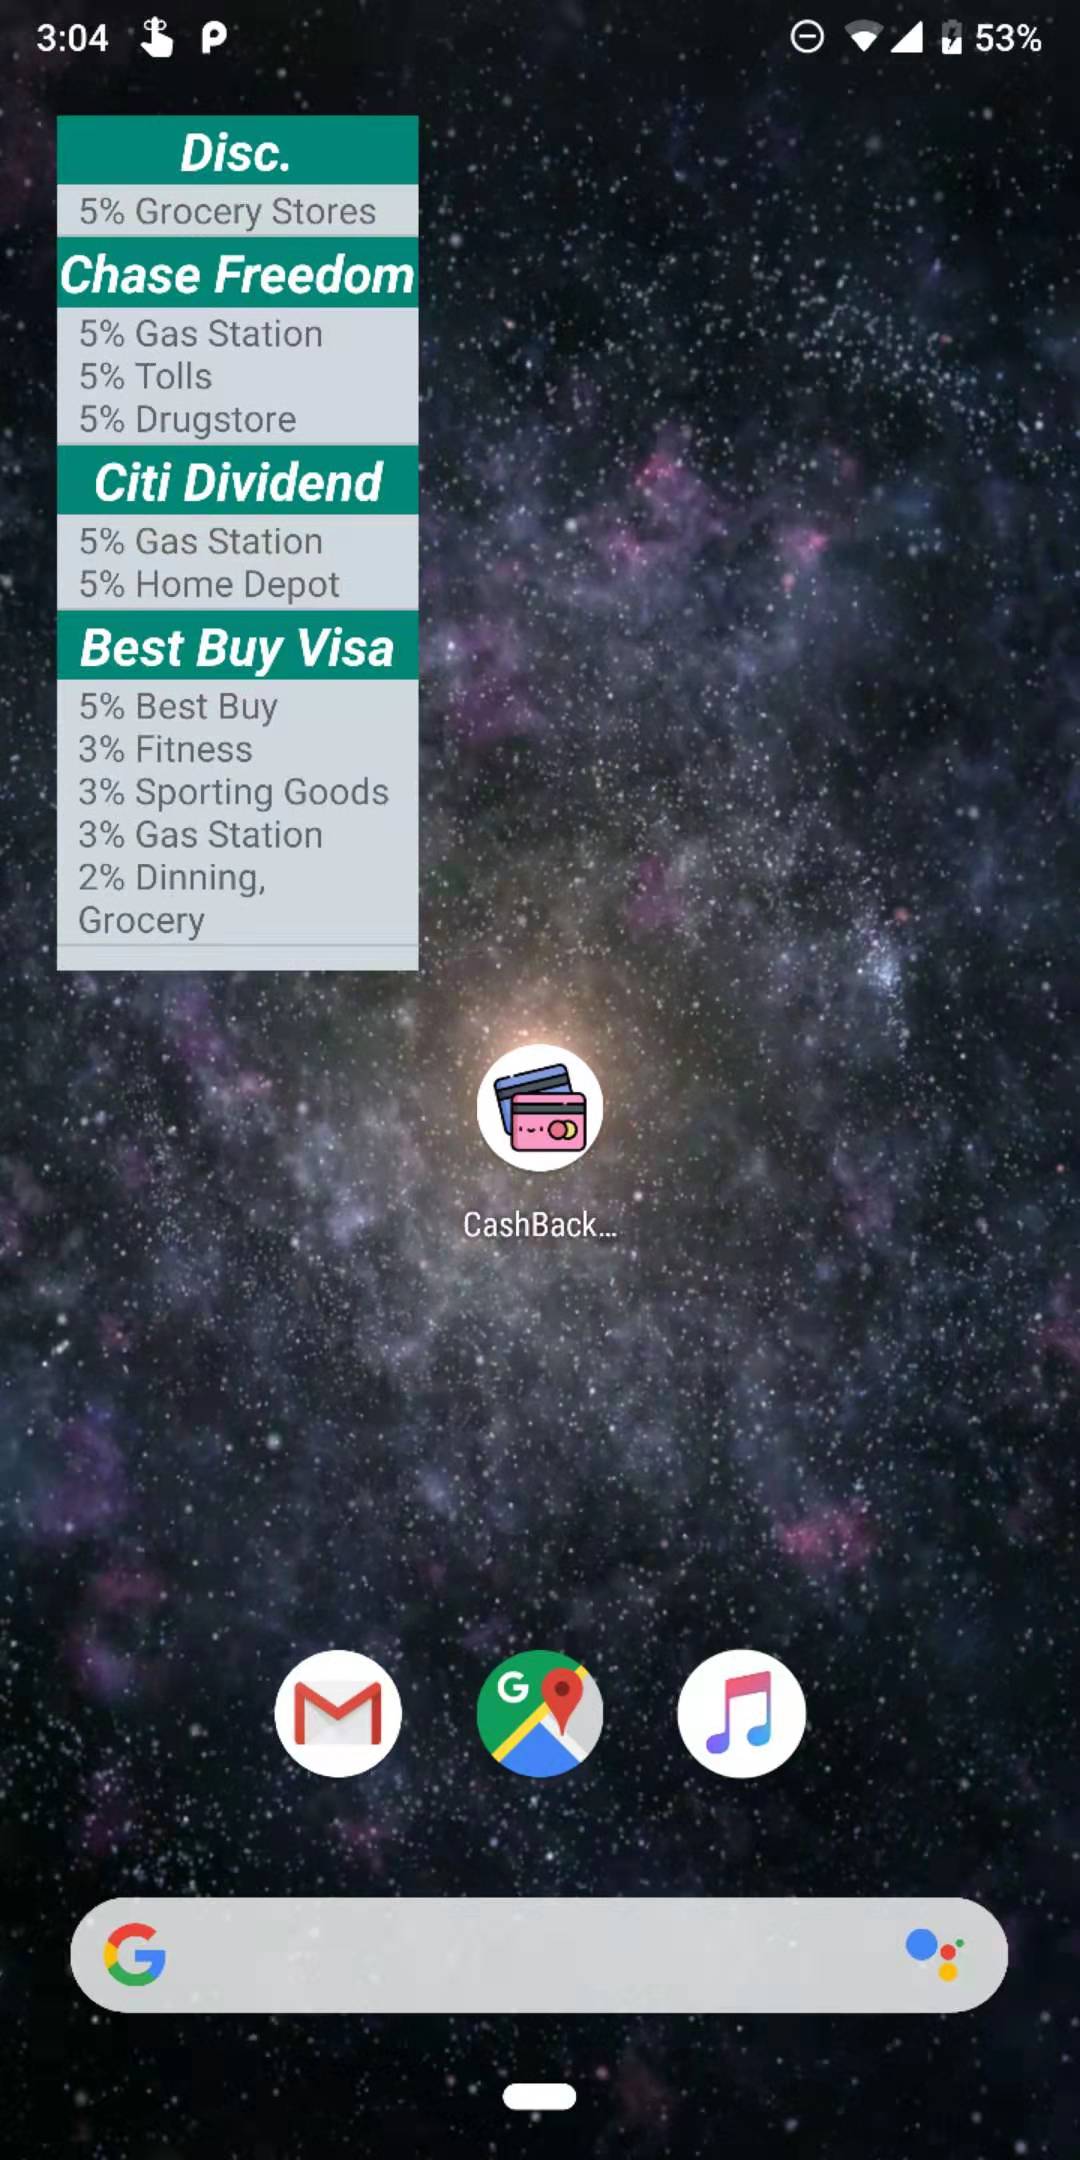 3:04
53%
Disc.
5% Grocery Stores
Chase Freedom
5% Gas Station
5% Tolls
5% Drugstore
Citi Dividend
5% Gas Station
5% Home Depot
Best Buy Visa
5% Best Buy
3% Fitness
3% Sporting Goods
3% Gas Station
2% Dinning,
Grocery
CashBack...